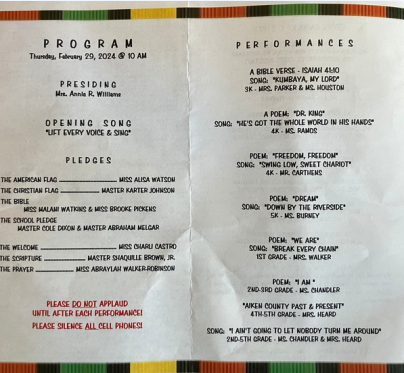 PROGRAM
Thursday, February 29, 2024 @ 10 AM
PRESIDING
Mrs. Annie R. Williams
OPENING SONG
"LIFT EVERY VOICE & SING"
PLEDGES
THE AMERICAN FLAG MISS ALISA WATSON
THE CHRISTIAN FLAG MASTER KARTER JOHNSON
THE BIBLE
MISS MALAHI WATKINS & MISS BROOKE PICKENS
THE SCHOOL PLEDGE
MASTER COLE DIXON & MASTER ABRAHAM MELGAR
THE WELCOME MISS CHARLI CASTRO
THE SCRIPTURE MASTER SHAQUILLE BROWN, JR.
THE PRAYER MISS ABRAYLAH WALKER-ROBINSON
PLEASE DO NOT APPLAUD
UNTIL AFTER EACH PERFORMANCE!
PLEASE SILENCE ALL CELL PHONES!
PERFORMANCES
A BIBLE VERSE - ISAIAH 41:10
SONG: "KUMBAYA, MY LORD"
3K - MRS. PARKER & MS. HOUSTON
A POEM: "DR. KING"
SONG: "HE'S GOT THE WHOLE WORLD IN HIS HANDS"
4K - MS. RAMOS
POEM: "FREEDOM, FREEDOM"
SONG: "SWING LOW, SWEET CHARIOT"
4K - MR. CARTHENS
POEM: "DREAM"
SONG: "DOWN BY THE RIVERSIDE"
5K - MS. BURNEY
POEM: "WE ARE"
SONG: "BREAK EVERY CHAIN"
1ST GRADE - MRS. WALKER
POEM: "I AM"
2ND-3RD GRADE - MS. CHANDLER
"AIKEN COUNTY PAST & PRESENT"
4TH-5TH GRADE - MRS. HEARD
SONG: "I AIN'T GOING TO LET NOBODY TURN ME AROUND"
2ND-5TH GRADE - MS. CHANDLER & MRS. HEARD